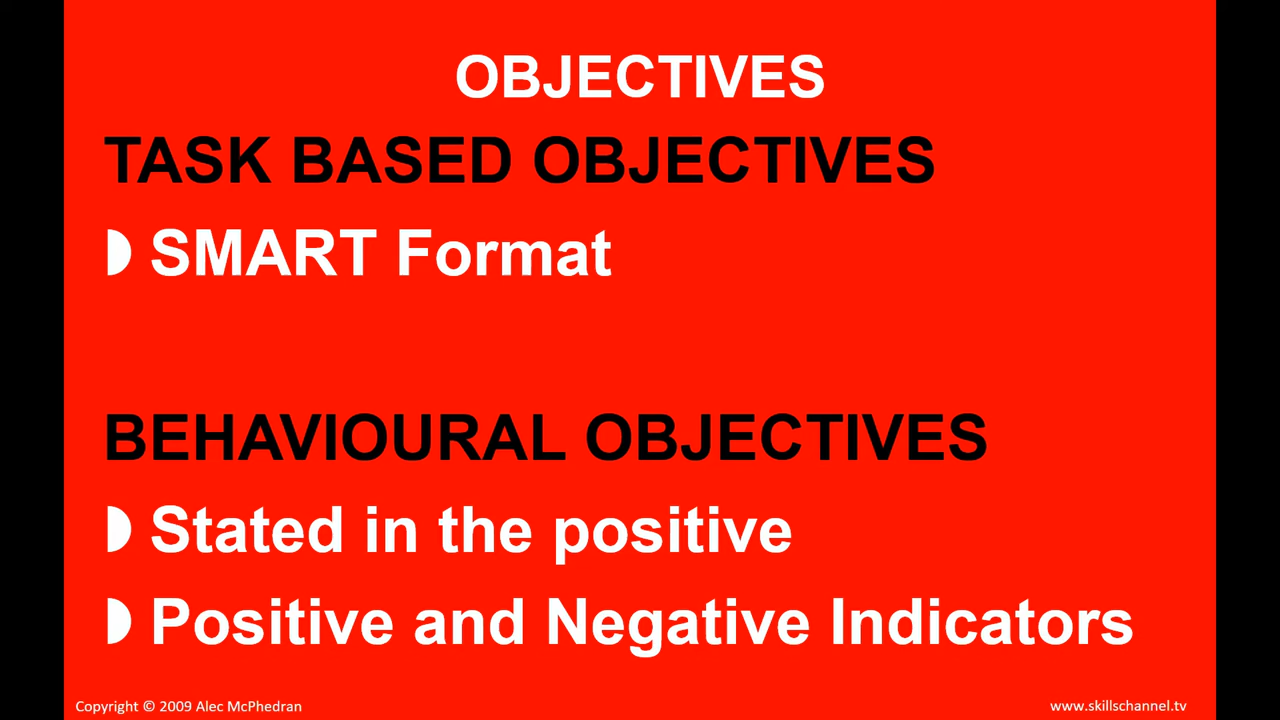 OBJECTIVES
TASK BASED OBJECTIVES
SMART Format
BEHAVIOURAL OBJECTIVES
Stated in the positive
Positive and Negative Indicators
Copyright © 2009 Alec McPhedran
www.skillschannel.tv